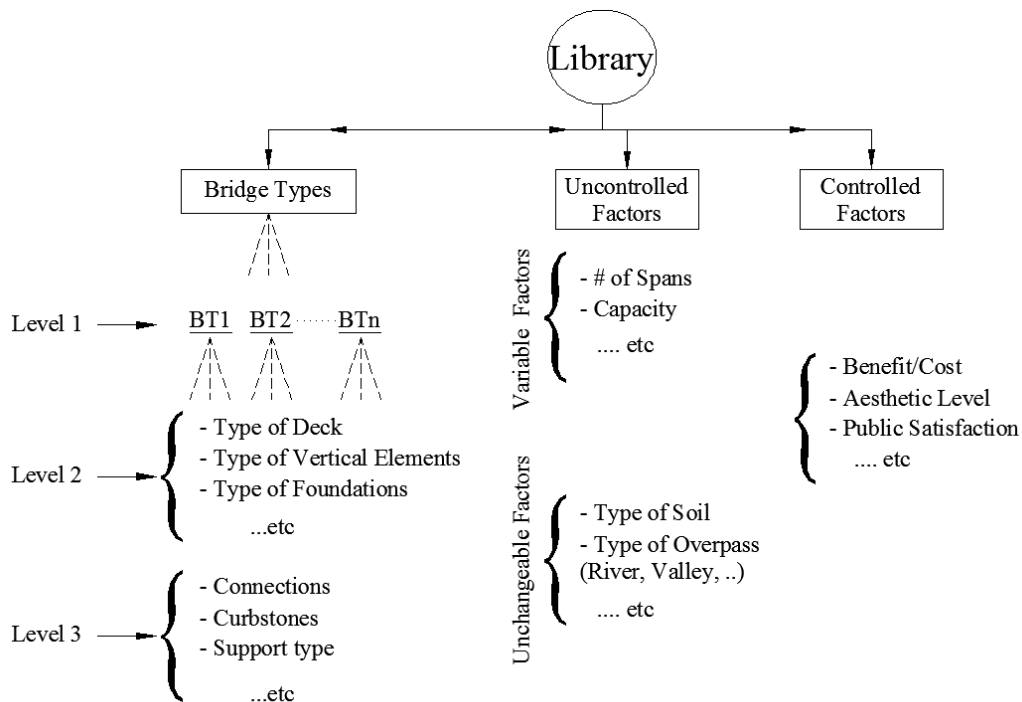 Library
Bridge Types
Uncontrolled
Factors
Controlled
Factors
Level 1
BT1 BT2 ······ BTn
Level 2
- Type of Deck
- Type of Vertical Elements
- Type of Foundations
...etc
Level 3
- Connections
- Curbstones
- Support type
...etc
Variable Factors
- # of Spans
- Capacity
.... etc
Unchangeable Factors
- Type of Soil
- Type of Overpass
(River, Valley, ..)
.... etc
- Benefit/Cost
- Aesthetic Level
- Public Satisfaction
.... etc